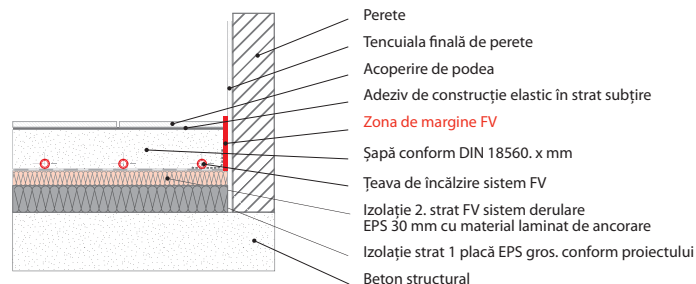 Perete
Tencuiala finală de perete
Acoperire de podea
Adeziv de construcție elastic în strat subțire
Zona de margine FV
Șapă conform DIN 18560. x mm
Țeava de încălzire sistem FV
Izolație 2. strat FV sistem derulare
EPS 30 mm cu material laminat de ancorare
Izolație strat 1 placă EPS gros. conform proiectului
Beton structural